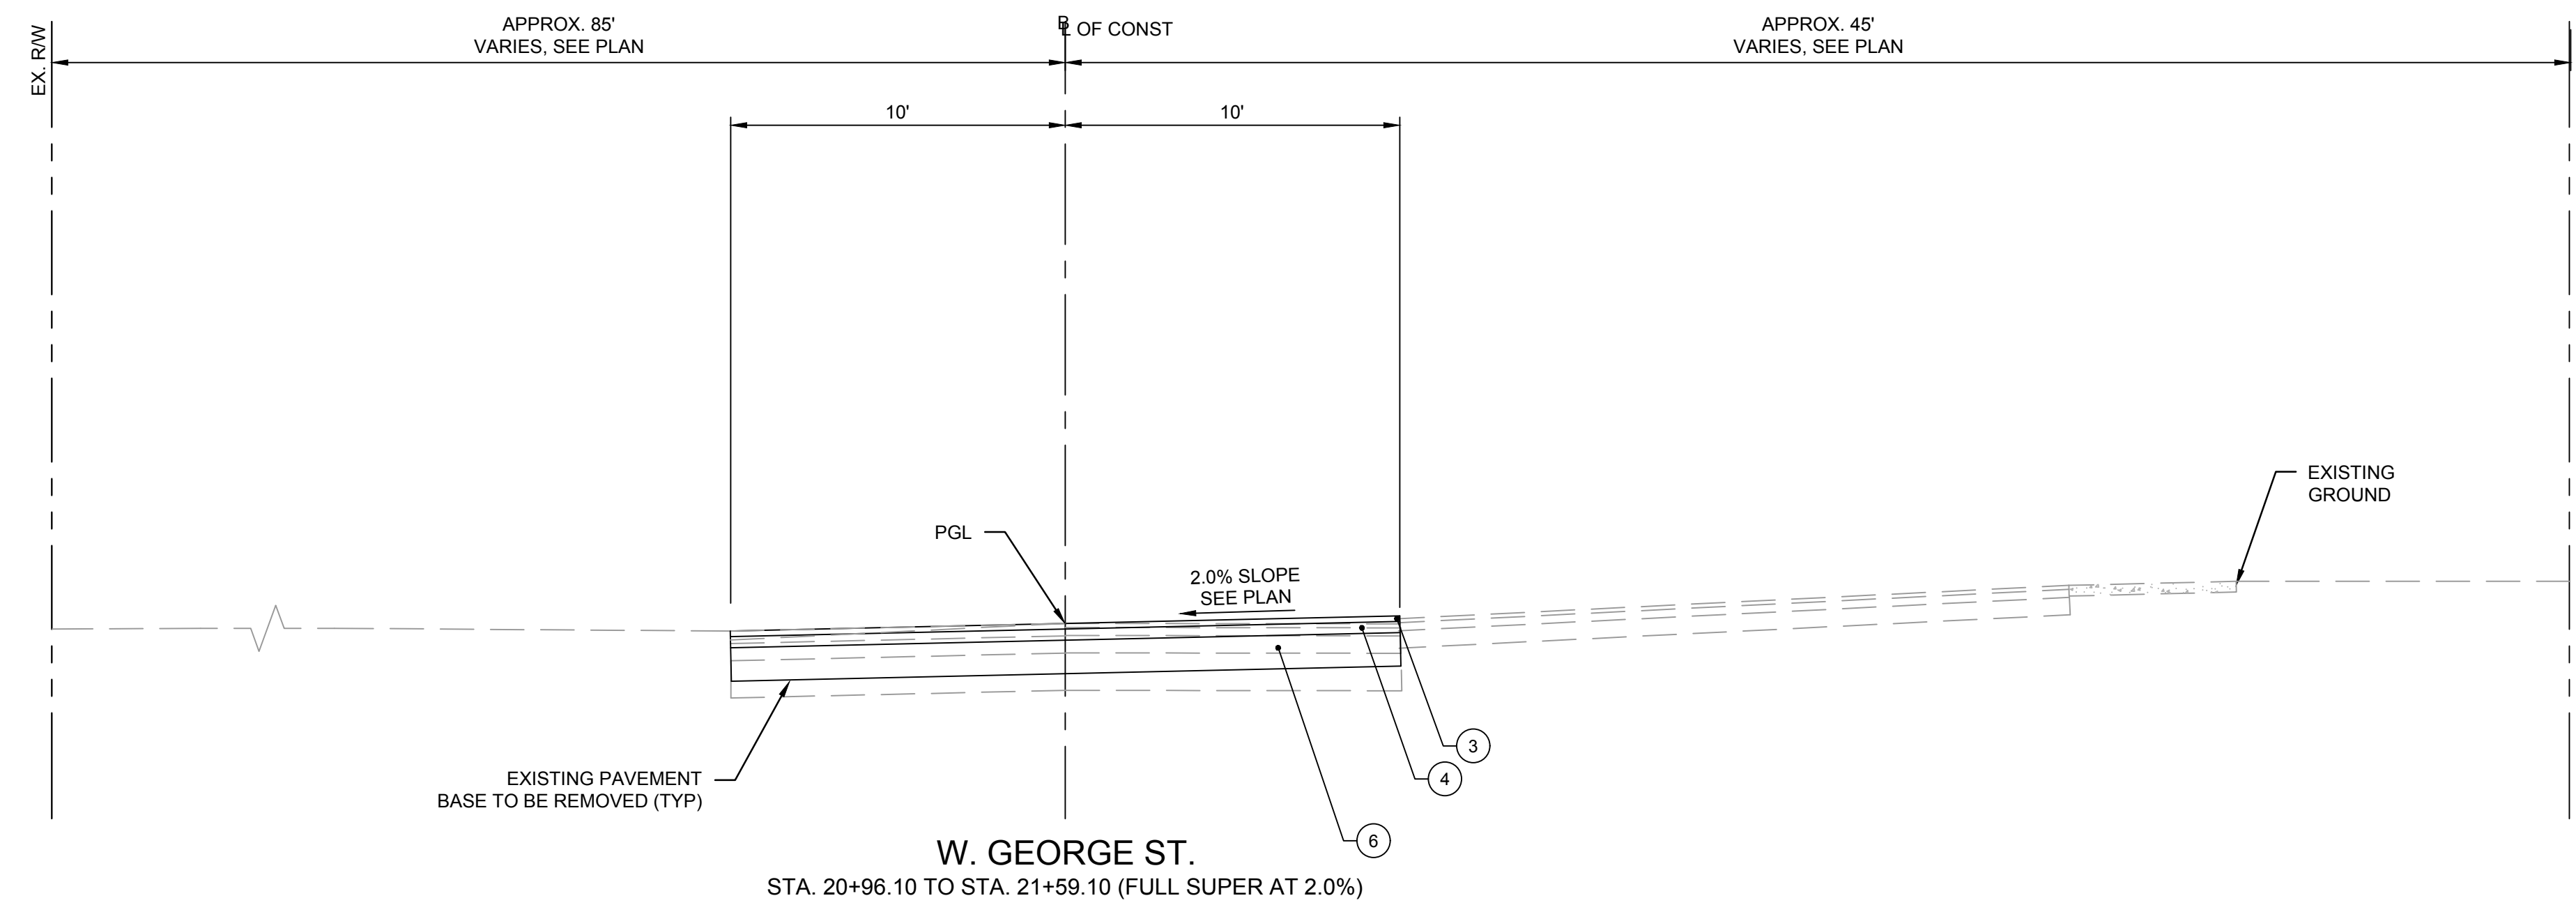 EX. R/W
APPROX. 85'
VARIES, SEE PLAN
BL OF CONST
APPROX. 45'
VARIES, SEE PLAN
10'
10'
EXISTING
GROUND
PGL
2.0% SLOPE
SEE PLAN
3
4
EXISTING PAVEMENT
BASE TO BE REMOVED (TYP)
6
W. GEORGE ST.
STA. 20+96.10 TO STA. 21+59.10 (FULL SUPER AT 2.0%)